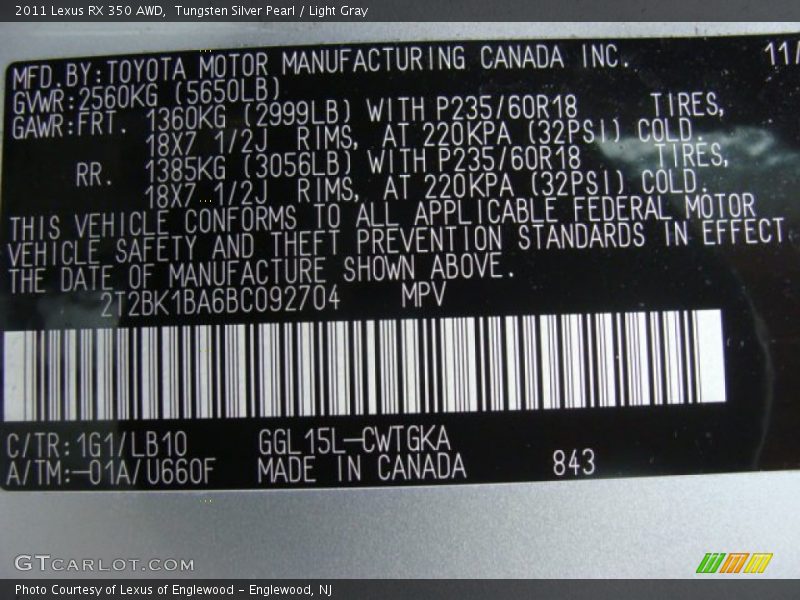 2011 Lexus RX 350 AWD,  Tungsten Silver Pearl / Light Gray
MFD. BY: TOYOTA MOTOR MANUFACTURING CANADA INC. 11/
GVWR: 2560KG (5650LB)
GAWR: FRT. 1360KG (2999LB) WITH P235/60R18 TIRES,
18X7 1/2J RIMS, AT 220KPA (32PSI) COLD.
RR. 1385KG (3056LB) WITH P235/60R18 TIRES,
18X7 1/2J RIMS, AT 220KPA (32PSI) COLD.
THIS VEHICLE CONFORMS TO ALL APPLICABLE FEDERAL MOTOR
VEHICLE SAFETY AND THEFT PREVENTION STANDARDS IN EFFECT
THE DATE OF MANUFACTURE SHOWN ABOVE.
2T2BK1BA6BC092704 MPV
C/TR: 1G1/LB10 GGL15L-CWTGKA
A/TM: -01A/U660F MADE IN CANADA 843
GTCARLOT.COM
Photo Courtesy of Lexus of Englewood - Englewood, NJ